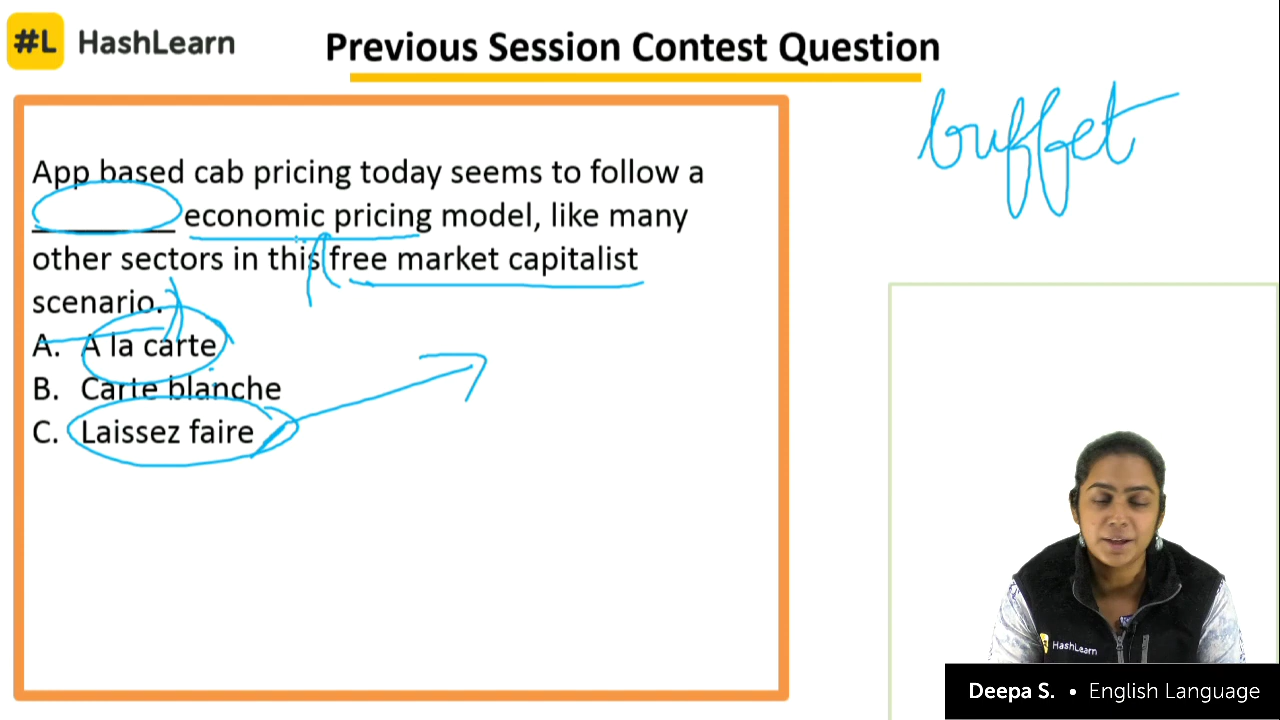 #L HashLearn
Previous Session Contest Question
buffet
App based cab pricing today seems to follow a
________ economic pricing model, like many
other sectors in this free market capitalist
scenario.
A. A la carte
B. Carte blanche
C. Laissez faire
HashLearn
Deepa S. • English Language